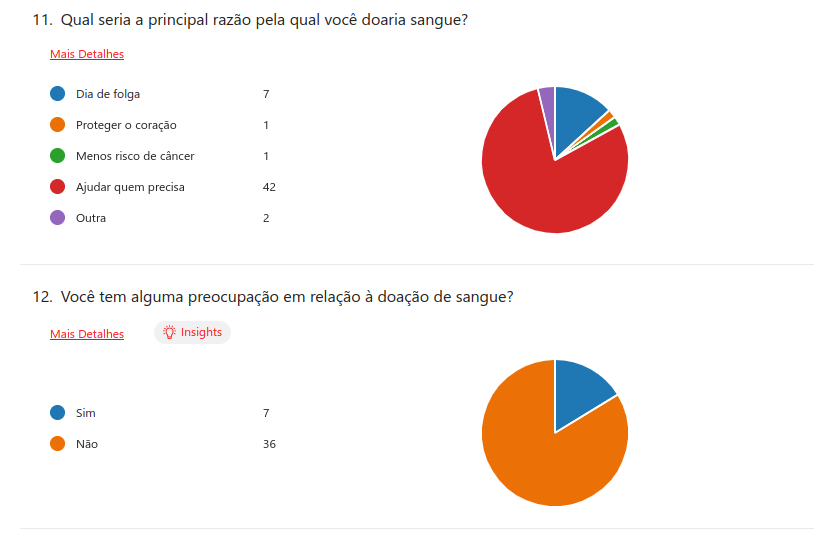 11. Qual seria a principal razão pela qual você doaria sangue?
Mais Detalhes
Dia de folga 7
Proteger o coração 1
Menos risco de câncer 1
Ajudar quem precisa 42
Outra 2
12. Você tem alguma preocupação em relação à doação de sangue?
Mais Detalhes Insights
Sim 7
Não 36